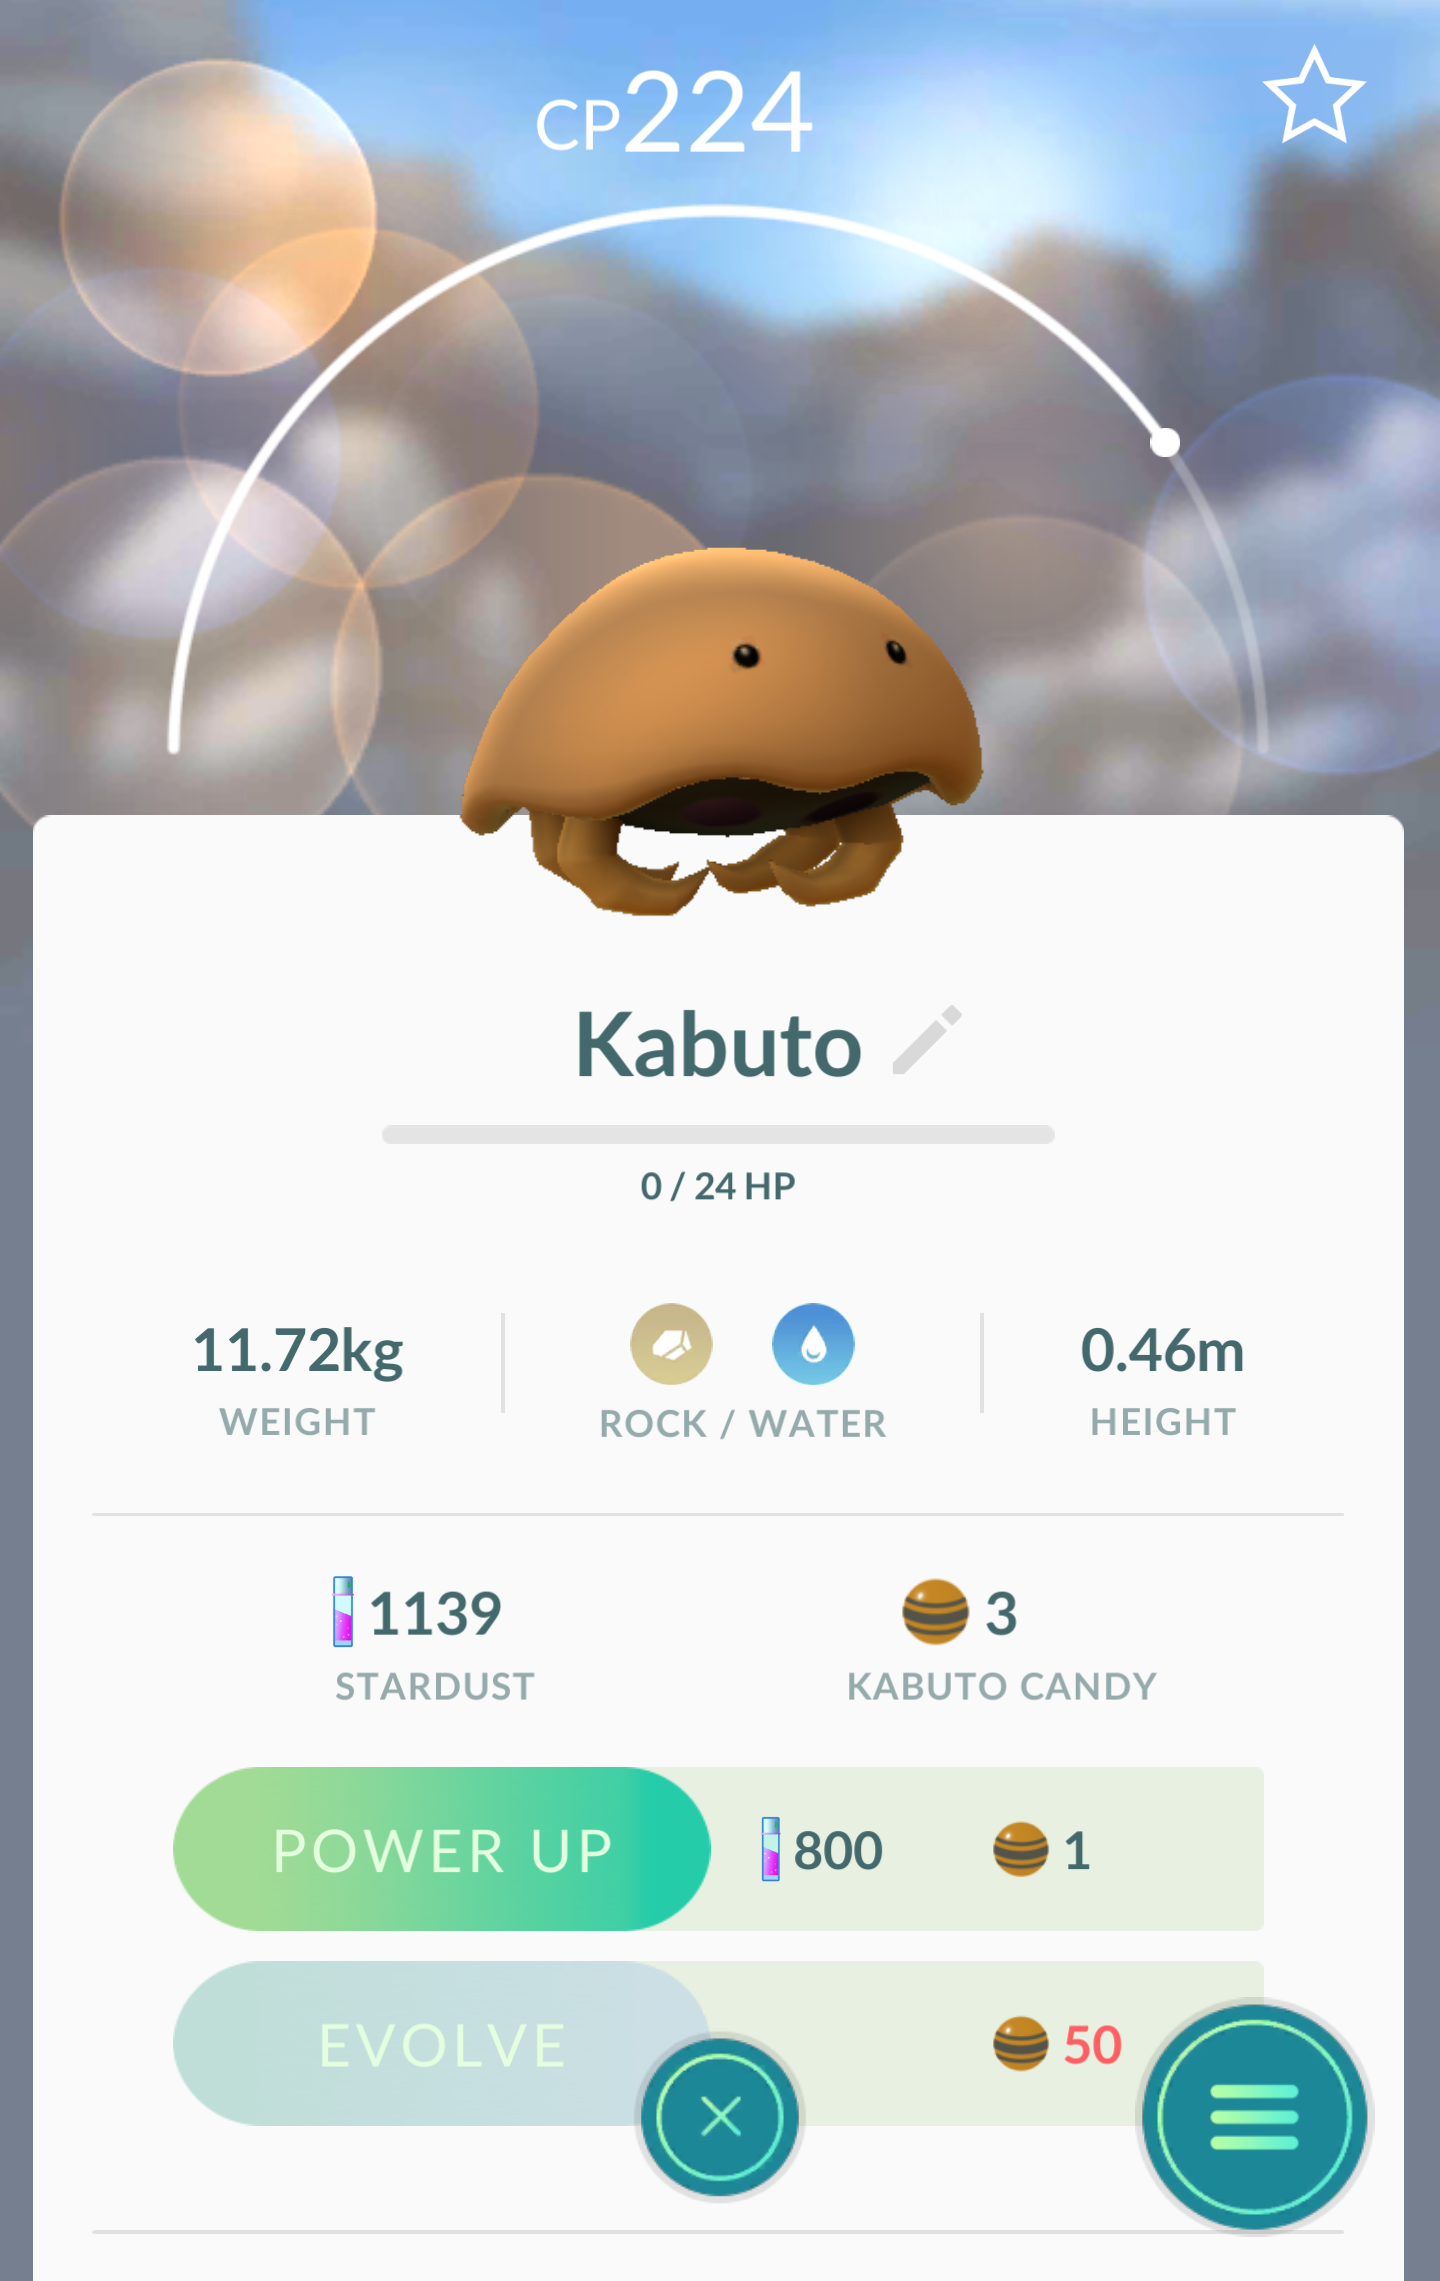 CP224
Kabuto
0 / 24 HP
11.72kg
WEIGHT
ROCK / WATER
0.46m
HEIGHT
1139
STARDUST
3
KABUTO CANDY
POWER UP 800 1
EVOLVE 50